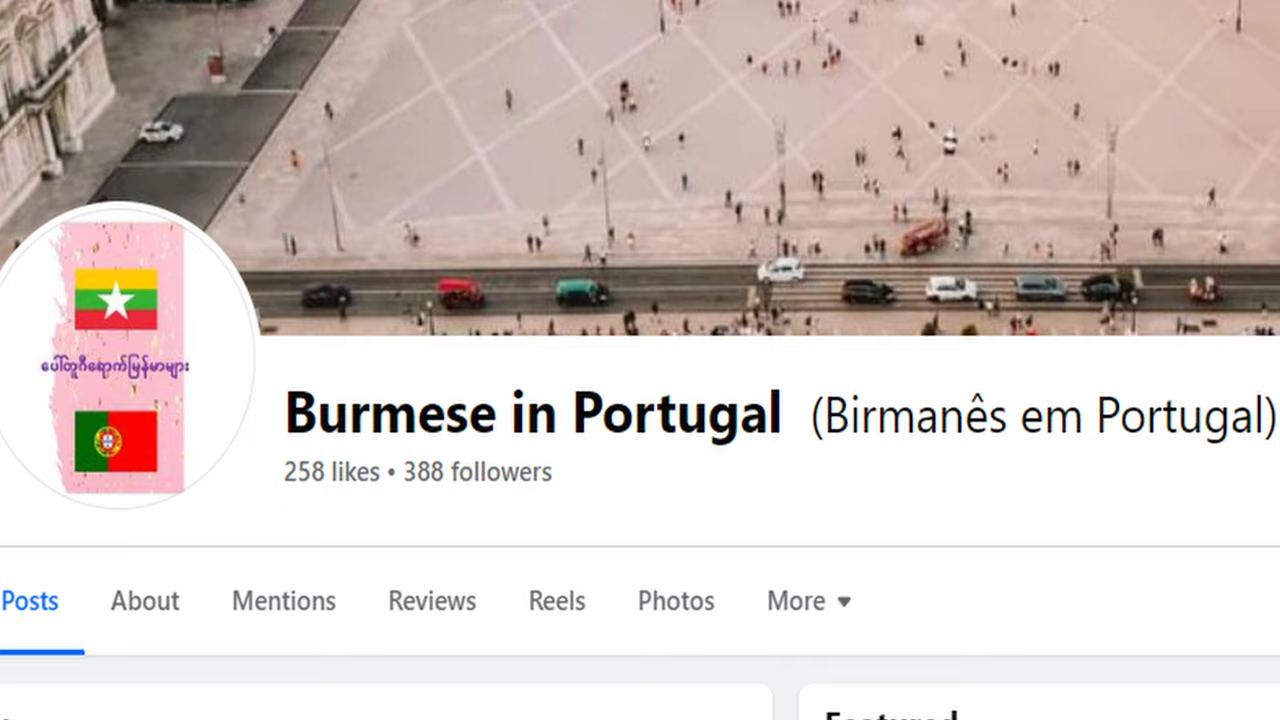 ပေါ်တူဂီရောက်မြန်မာများ
Burmese in Portugal (Birmanês em Portugal)
258 likes • 388 followers
Posts About Mentions Reviews Reels Photos More
Featured